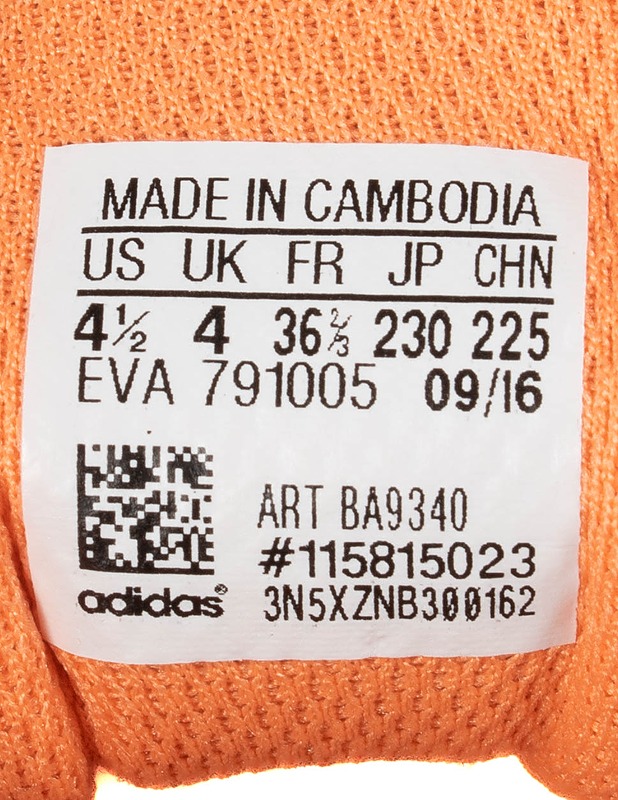 MADE IN CAMBODIA
US UK FR JP CHN
4½ 4 36⅔ 230 225
EVA 791005 09/16
ART BA9340
#115815023
adidas® 3N5XZNB300162